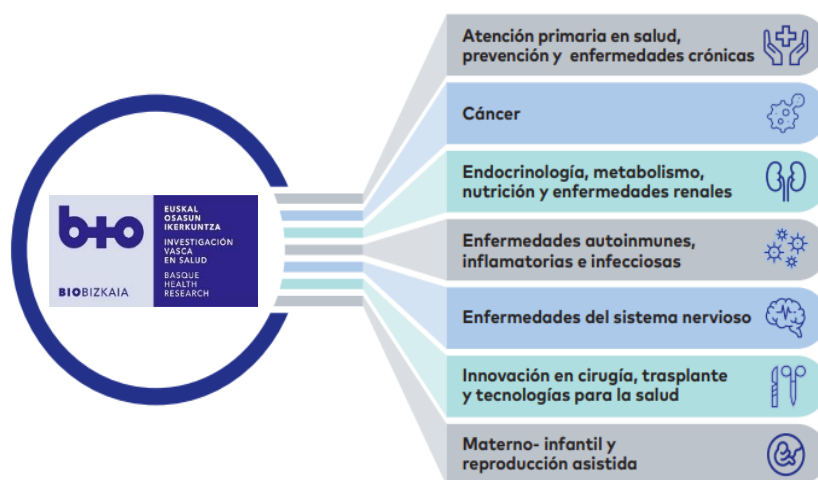 bio
EUSKAL
OSASUN
IKERKUNTZA
INVESTIGACIÓN
VASCA
EN SALUD
BASQUE
HEALTH
RESEARCH
BIOBIZKAIA
Atención primaria en salud,
prevención y enfermedades crónicas
Cáncer
Endocrinología, metabolismo,
nutrición y enfermedades renales
Enfermedades autoinmunes,
inflamatorias e infecciosas
Enfermedades del sistema nervioso
Innovación en cirugía, trasplante
y tecnologías para la salud
Materno- infantil y
reproducción asistida